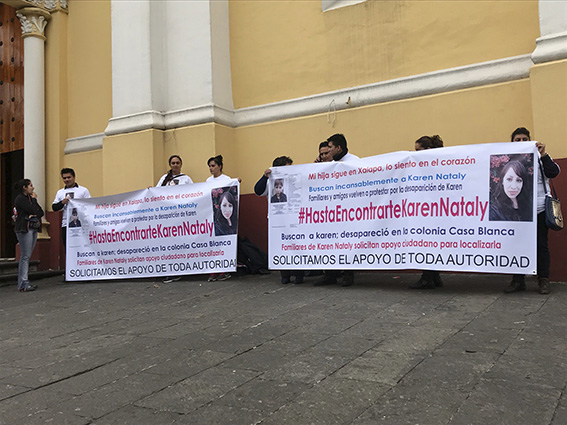 Mi hija sigue en Xalapa, lo siento en el corazón
Buscan incansablemente a Karen Nataly
familiares y amigos vuelven a protestar por la desaparición de Karen
#HastaEncontrarteKarenNataly
Buscan a karen; desapareció en la colonia Casa Blanca
Familiares de Karen Nataly solicitan apoyo ciudadano para localizarla
SOLICITAMOS EL APOYO DE TODA AUTORIDAD
Mi hija sigue en Xalapa, lo siento en el corazón
Buscan incansablemente a Karen Nataly
familiares y amigos vuelven a protestar por la desaparición de Karen
#HastaEncontrarteKarenNataly
Buscan a karen; desapareció en la colonia Casa Blanca
Familiares de Karen Nataly solicitan apoyo ciudadano para localizarla
SOLICITAMOS EL APOYO DE TODA AUTORIDAD